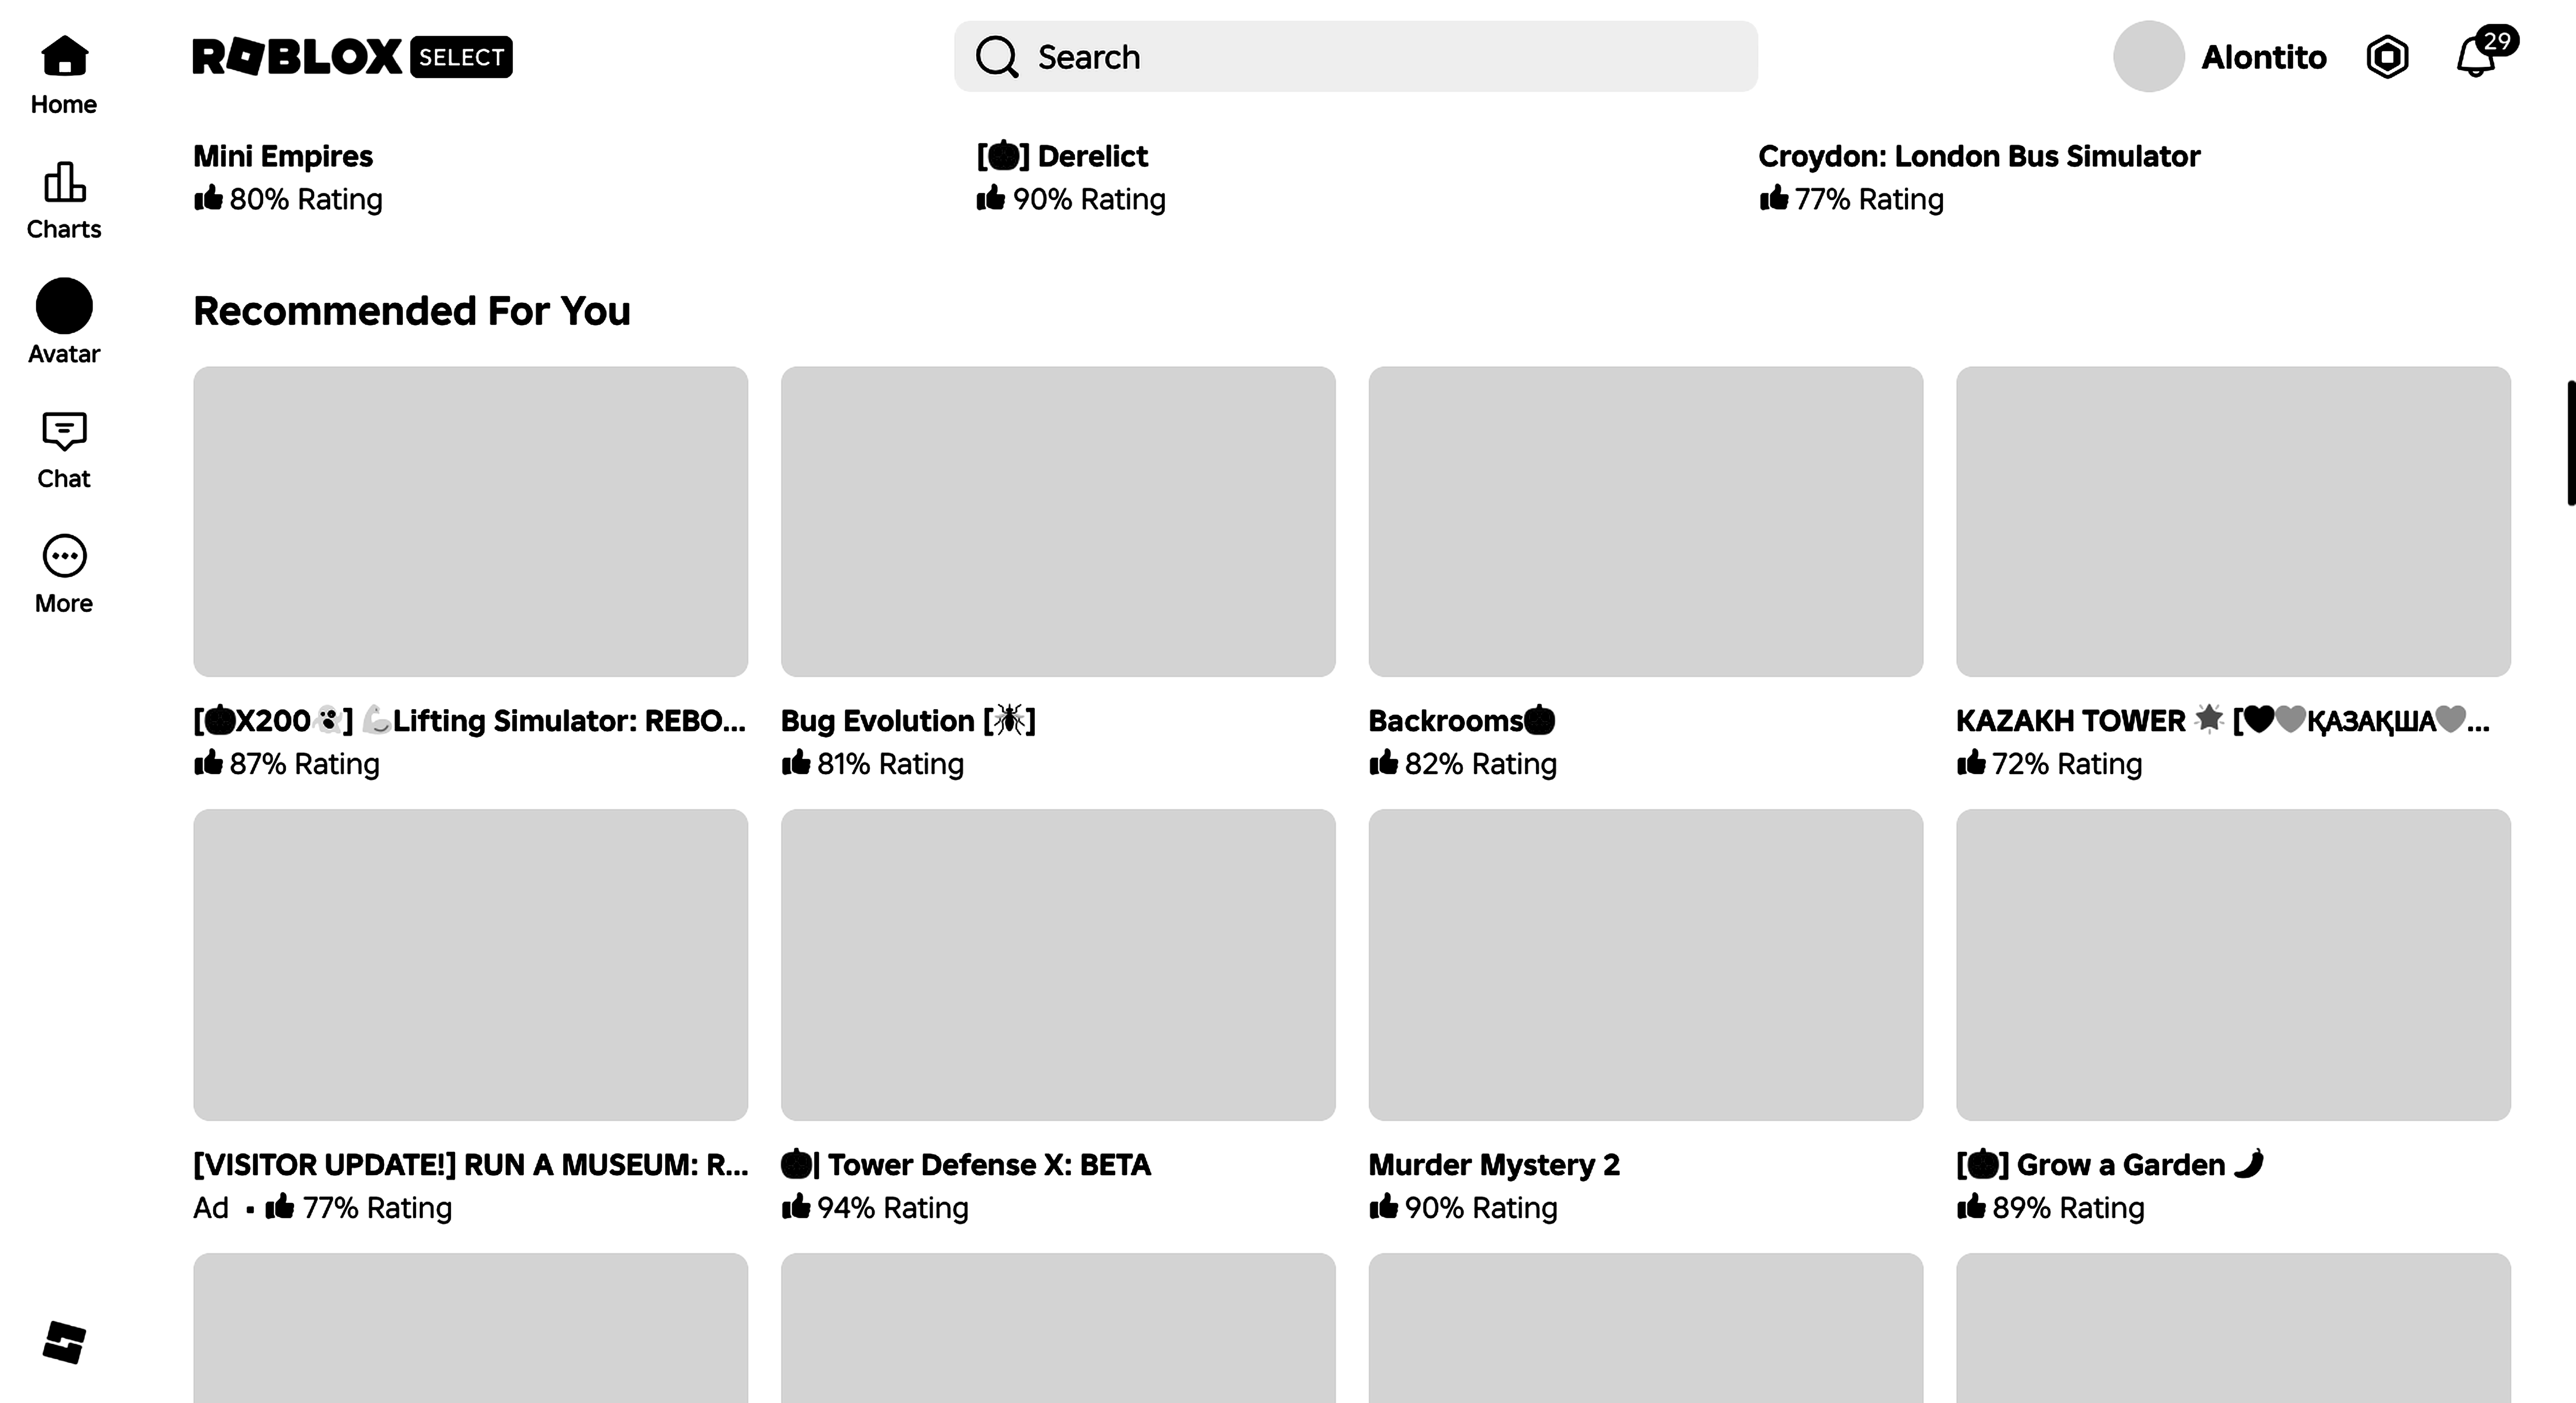 Home
Charts
Avatar
Chat
More
ROBLOX SELECT
Search
Alontito
29
Mini Empires
80% Rating
[🎃] Derelict
90% Rating
Croydon: London Bus Simulator
77% Rating
Recommended For You
[🎃X200👻] 💪Lifting Simulator: REBO...
87% Rating
Bug Evolution [🪰]
81% Rating
Backrooms🎃
82% Rating
KAZAKH TOWER 🌟 [🖤🩶ҚАЗАҚША🩶...
72% Rating
[VISITOR UPDATE!] RUN A MUSEUM: R...
Ad ▪ 77% Rating
🎃| Tower Defense X: BETA
94% Rating
Murder Mystery 2
90% Rating
[🎃] Grow a Garden 🌶
89% Rating